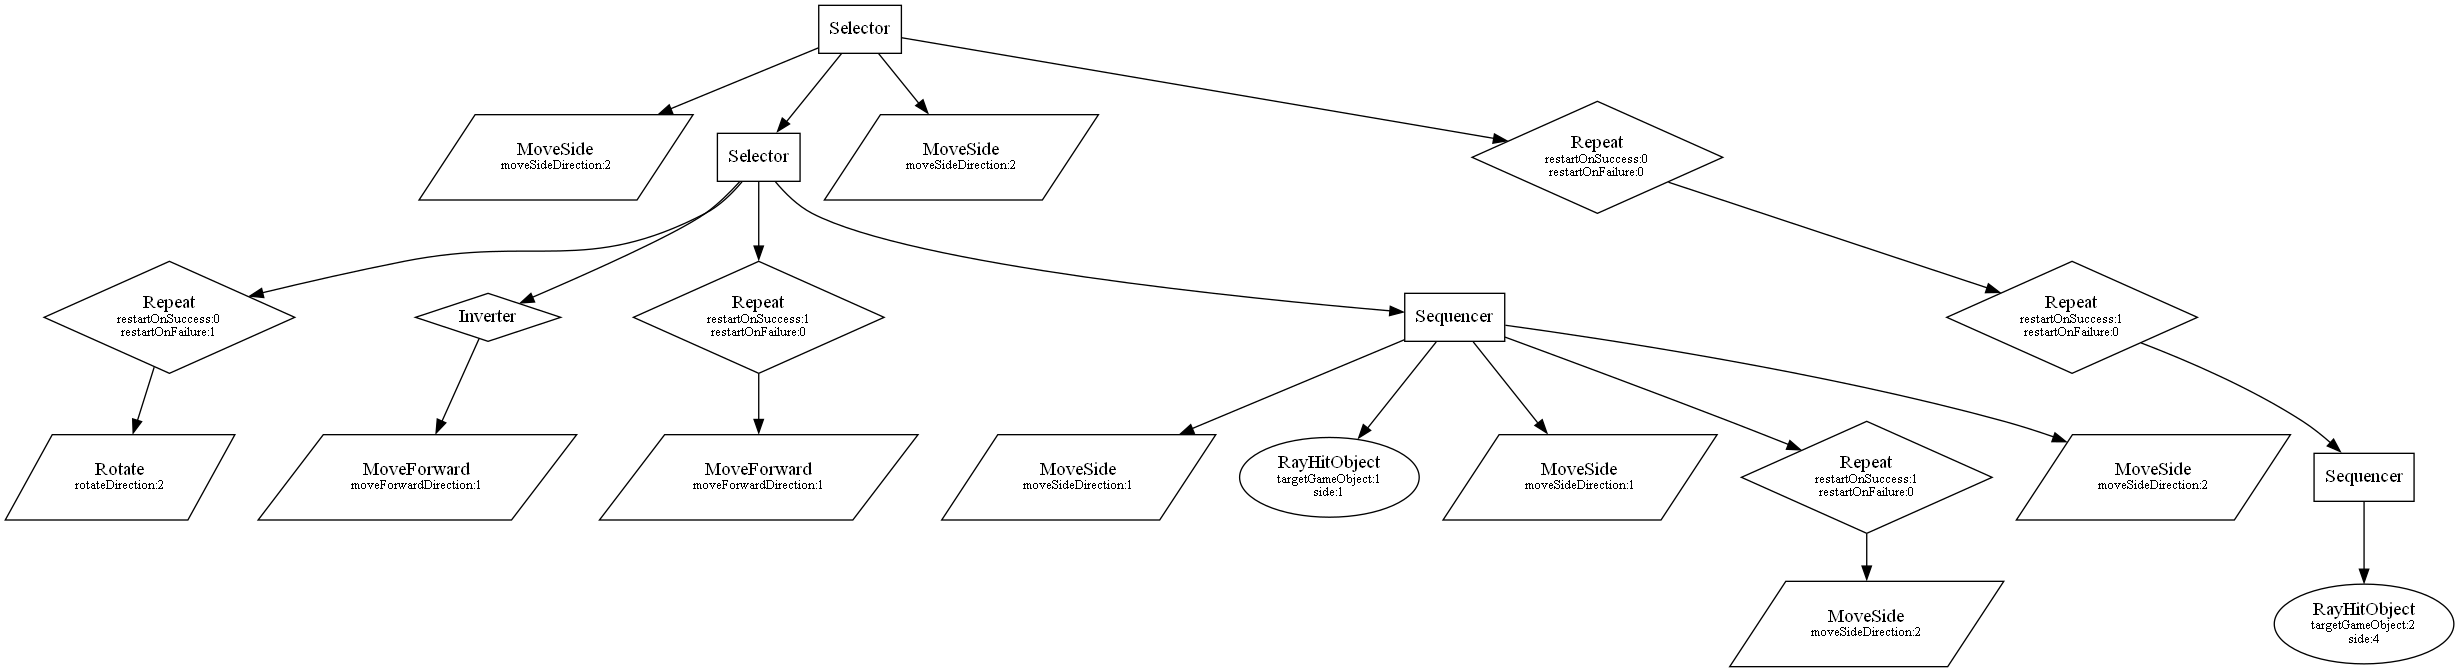 Selector
MoveSide
moveSideDirection:2
Selector
MoveSide
moveSideDirection:2
Repeat
restartOnSuccess:0
restartOnFailure:0
Repeat
restartOnSuccess:0
restartOnFailure:1
Inverter
Repeat
restartOnSuccess:1
restartOnFailure:0
Sequencer
Repeat
restartOnSuccess:1
restartOnFailure:0
Rotate
rotateDirection:2
MoveForward
moveForwardDirection:1
MoveForward
moveForwardDirection:1
MoveSide
moveSideDirection:1
RayHitObject
targetGameObject:1
side:1
MoveSide
moveSideDirection:1
Repeat
restartOnSuccess:1
restartOnFailure:0
MoveSide
moveSideDirection:2
Sequencer
MoveSide
moveSideDirection:2
RayHitObject
targetGameObject:2
side:4